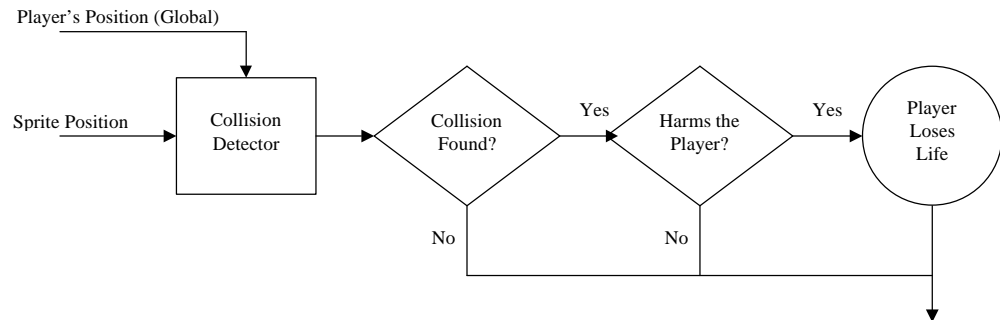 Player's Position (Global)
Sprite Position
Collision
Detector
Collision
Found?
Yes
Harms the
Player?
Yes
Player
Loses
Life
No
No